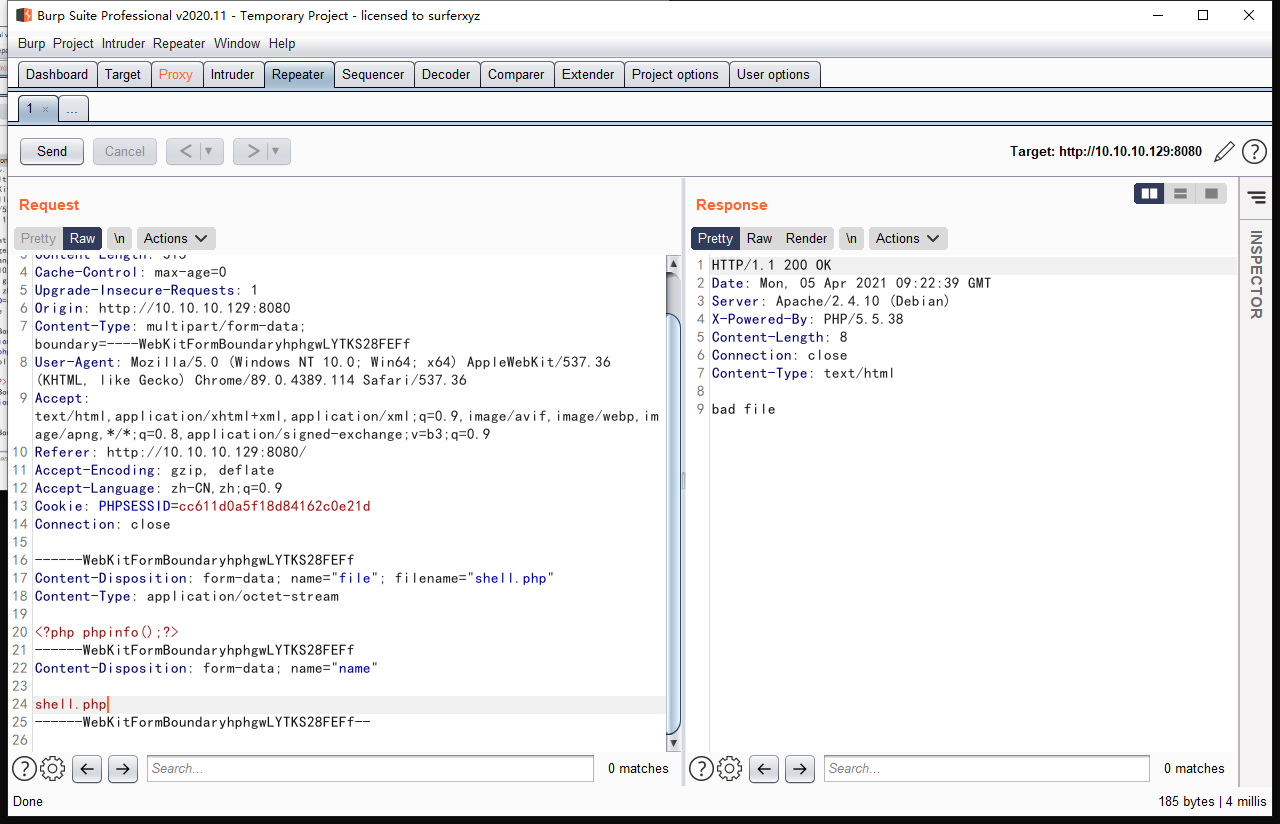 Burp Suite Professional v2020.11 - Temporary Project - licensed to surferxyz
Burp Project Intruder Repeater Window Help
Dashboard Target Proxy Intruder Repeater Sequencer Decoder Comparer Extender Project options User options
1 × ...
Send Cancel < > Target: http://10.10.10.129:8080 ?
Request
Pretty Raw \n Actions
3 Content-Length: 313
4 Cache-Control: max-age=0
5 Upgrade-Insecure-Requests: 1
6 Origin: http://10.10.10.129:8080
7 Content-Type: multipart/form-data;
boundary=----WebKitFormBoundaryhphgwLYTKS28FEFf
8 User-Agent: Mozilla/5.0 (Windows NT 10.0; Win64; x64) AppleWebKit/537.36
(KHTML, like Gecko) Chrome/89.0.4389.114 Safari/537.36
9 Accept:
text/html,application/xhtml+xml,application/xml;q=0.9,image/avif,image/webp,im
age/apng,*/*;q=0.8,application/signed-exchange;v=b3;q=0.9
10 Referer: http://10.10.10.129:8080/
11 Accept-Encoding: gzip, deflate
12 Accept-Language: zh-CN,zh;q=0.9
13 Cookie: PHPSESSID=cc611d0a5f18d84162c0e21d
14 Connection: close
15
16 ------WebKitFormBoundaryhphgwLYTKS28FEFf
17 Content-Disposition: form-data; name="file"; filename="shell.php"
18 Content-Type: application/octet-stream
19
20 <?php phpinfo();?>
21 ------WebKitFormBoundaryhphgwLYTKS28FEFf
22 Content-Disposition: form-data; name="name"
23
24 shell.php
25 ------WebKitFormBoundaryhphgwLYTKS28FEFf--
26
? Search... 0 matches
Response
Pretty Raw Render \n Actions
1 HTTP/1.1 200 OK
2 Date: Mon, 05 Apr 2021 09:22:39 GMT
3 Server: Apache/2.4.10 (Debian)
4 X-Powered-By: PHP/5.5.38
5 Content-Length: 8
6 Connection: close
7 Content-Type: text/html
8
9 bad file
? Search... 0 matches
INSPECTOR
Done
185 bytes | 4 millis